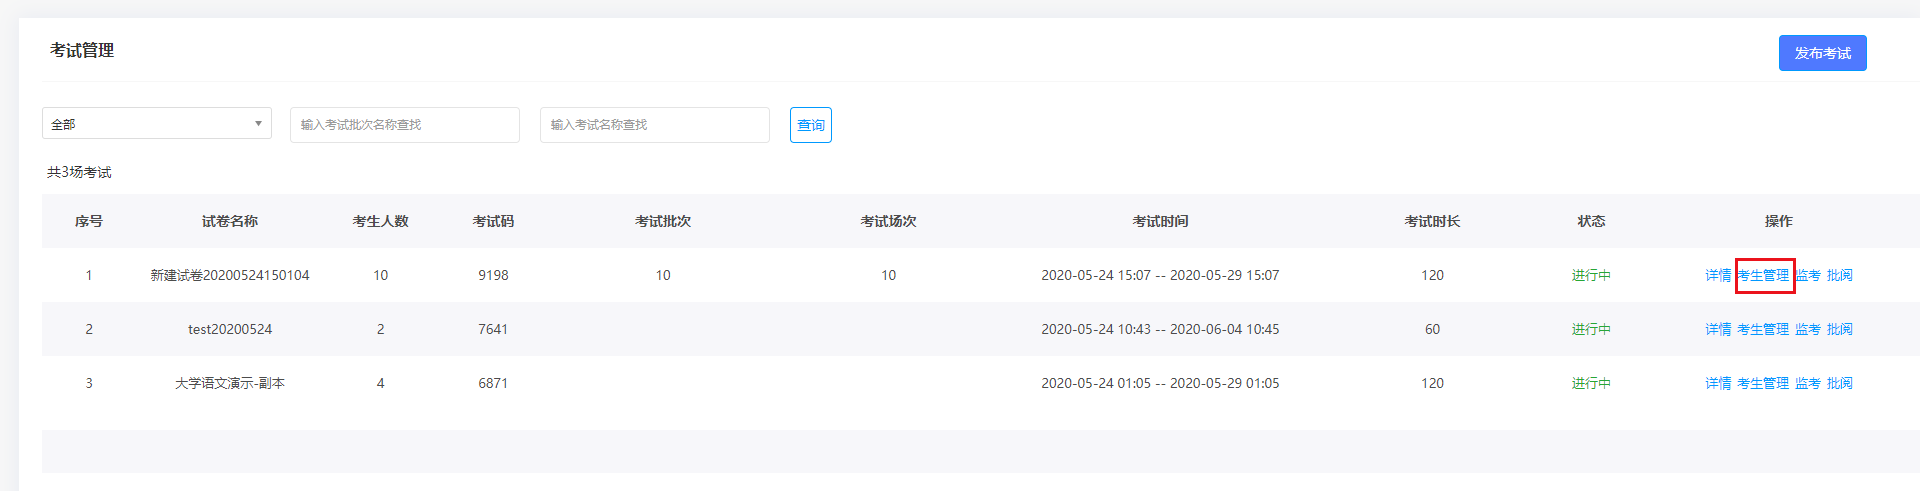 考试管理
发布考试
全部 输入考试批次名称查找 输入考试名称查找 查询
共3场考试
序号 试卷名称 考生人数 考试码 考试批次 考试场次 考试时间 考试时长 状态 操作
1 新建试卷20200524150104 10 9198 10 10 2020-05-24 15:07 -- 2020-05-29 15:07 120 进行中 详情 考生管理 监考 批阅
2 test20200524 2 7641 2020-05-24 10:43 -- 2020-06-04 10:45 60 进行中 详情 考生管理 监考 批阅
3 大学语文演示-副本 4 6871 2020-05-24 01:05 -- 2020-05-29 01:05 120 进行中 详情 考生管理 监考 批阅